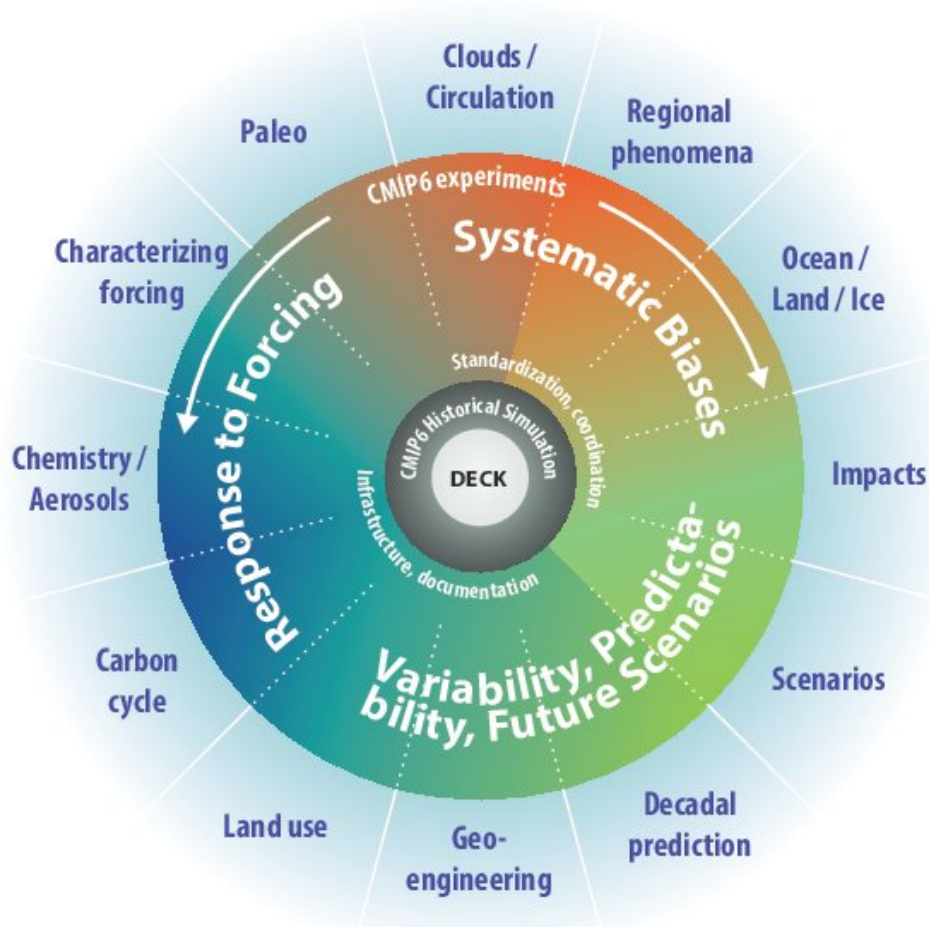 Clouds /
Circulation
Regional
phenomena
Ocean /
Land / Ice
Impacts
Scenarios
Decadal
prediction
Geo-
engineering
Land use
Carbon
cycle
Chemistry /
Aerosols
Characterizing
forcing
Paleo
CMIP6 experiments
Systematic Biases
Variability, Predicta-
bility, Future Scenarios
Response to Forcing
Standardization, coordination
Infrastructure, documentation
CMIP6 Historical Simulation
DECK